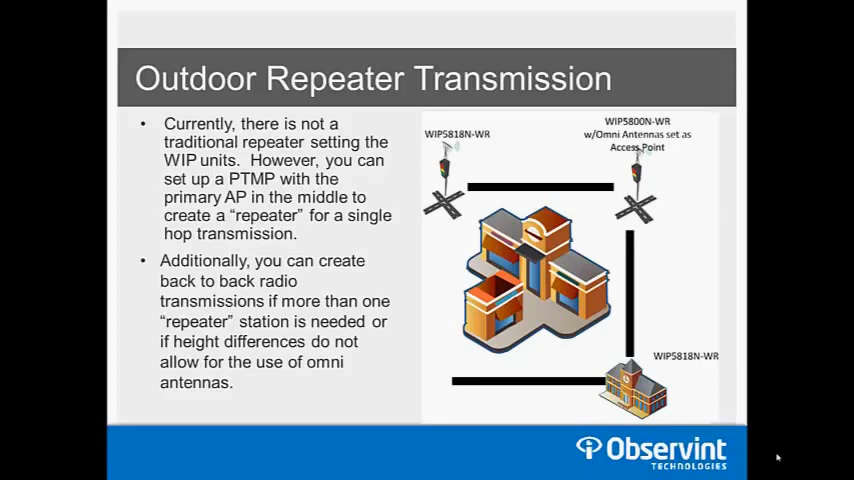 Outdoor Repeater Transmission
• Currently, there is not a
traditional repeater setting the
WIP units. However, you can
set up a PTMP with the
primary AP in the middle to
create a “repeater” for a single
hop transmission.
• Additionally, you can create
back to back radio
transmissions if more than one
“repeater” station is needed or
if height differences do not
allow for the use of omni
antennas.
WIP5818N-WR
WIP5800N-WR
w/Omni Antennas set as
Access Point
WIP5818N-WR
Observint
TECHNOLOGIES